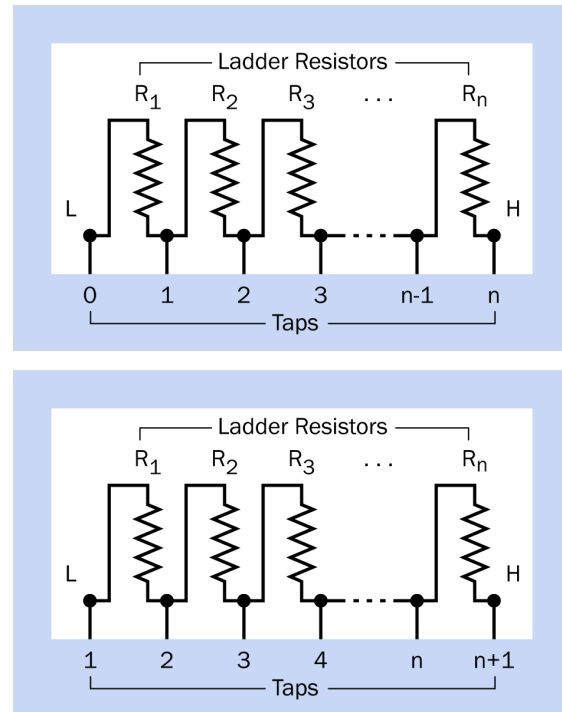 Ladder Resistors
R1 R2 R3 ... Rn
L H
0 1 2 3 n-1 n
Taps
Ladder Resistors
R1 R2 R3 ... Rn
L H
1 2 3 4 n n+1
Taps